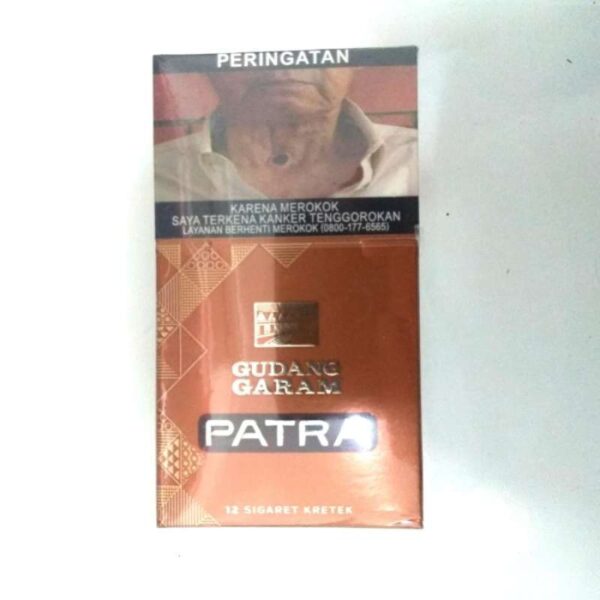 PERINGATAN
KARENA MEROKOK
SAYA TERKENA KANKER TENGGOROKAN
LAYANAN BERHENTI MEROKOK (0800-177-6565)
GUDANG
GARAM
PATRA
12 SIGARET KRETEK